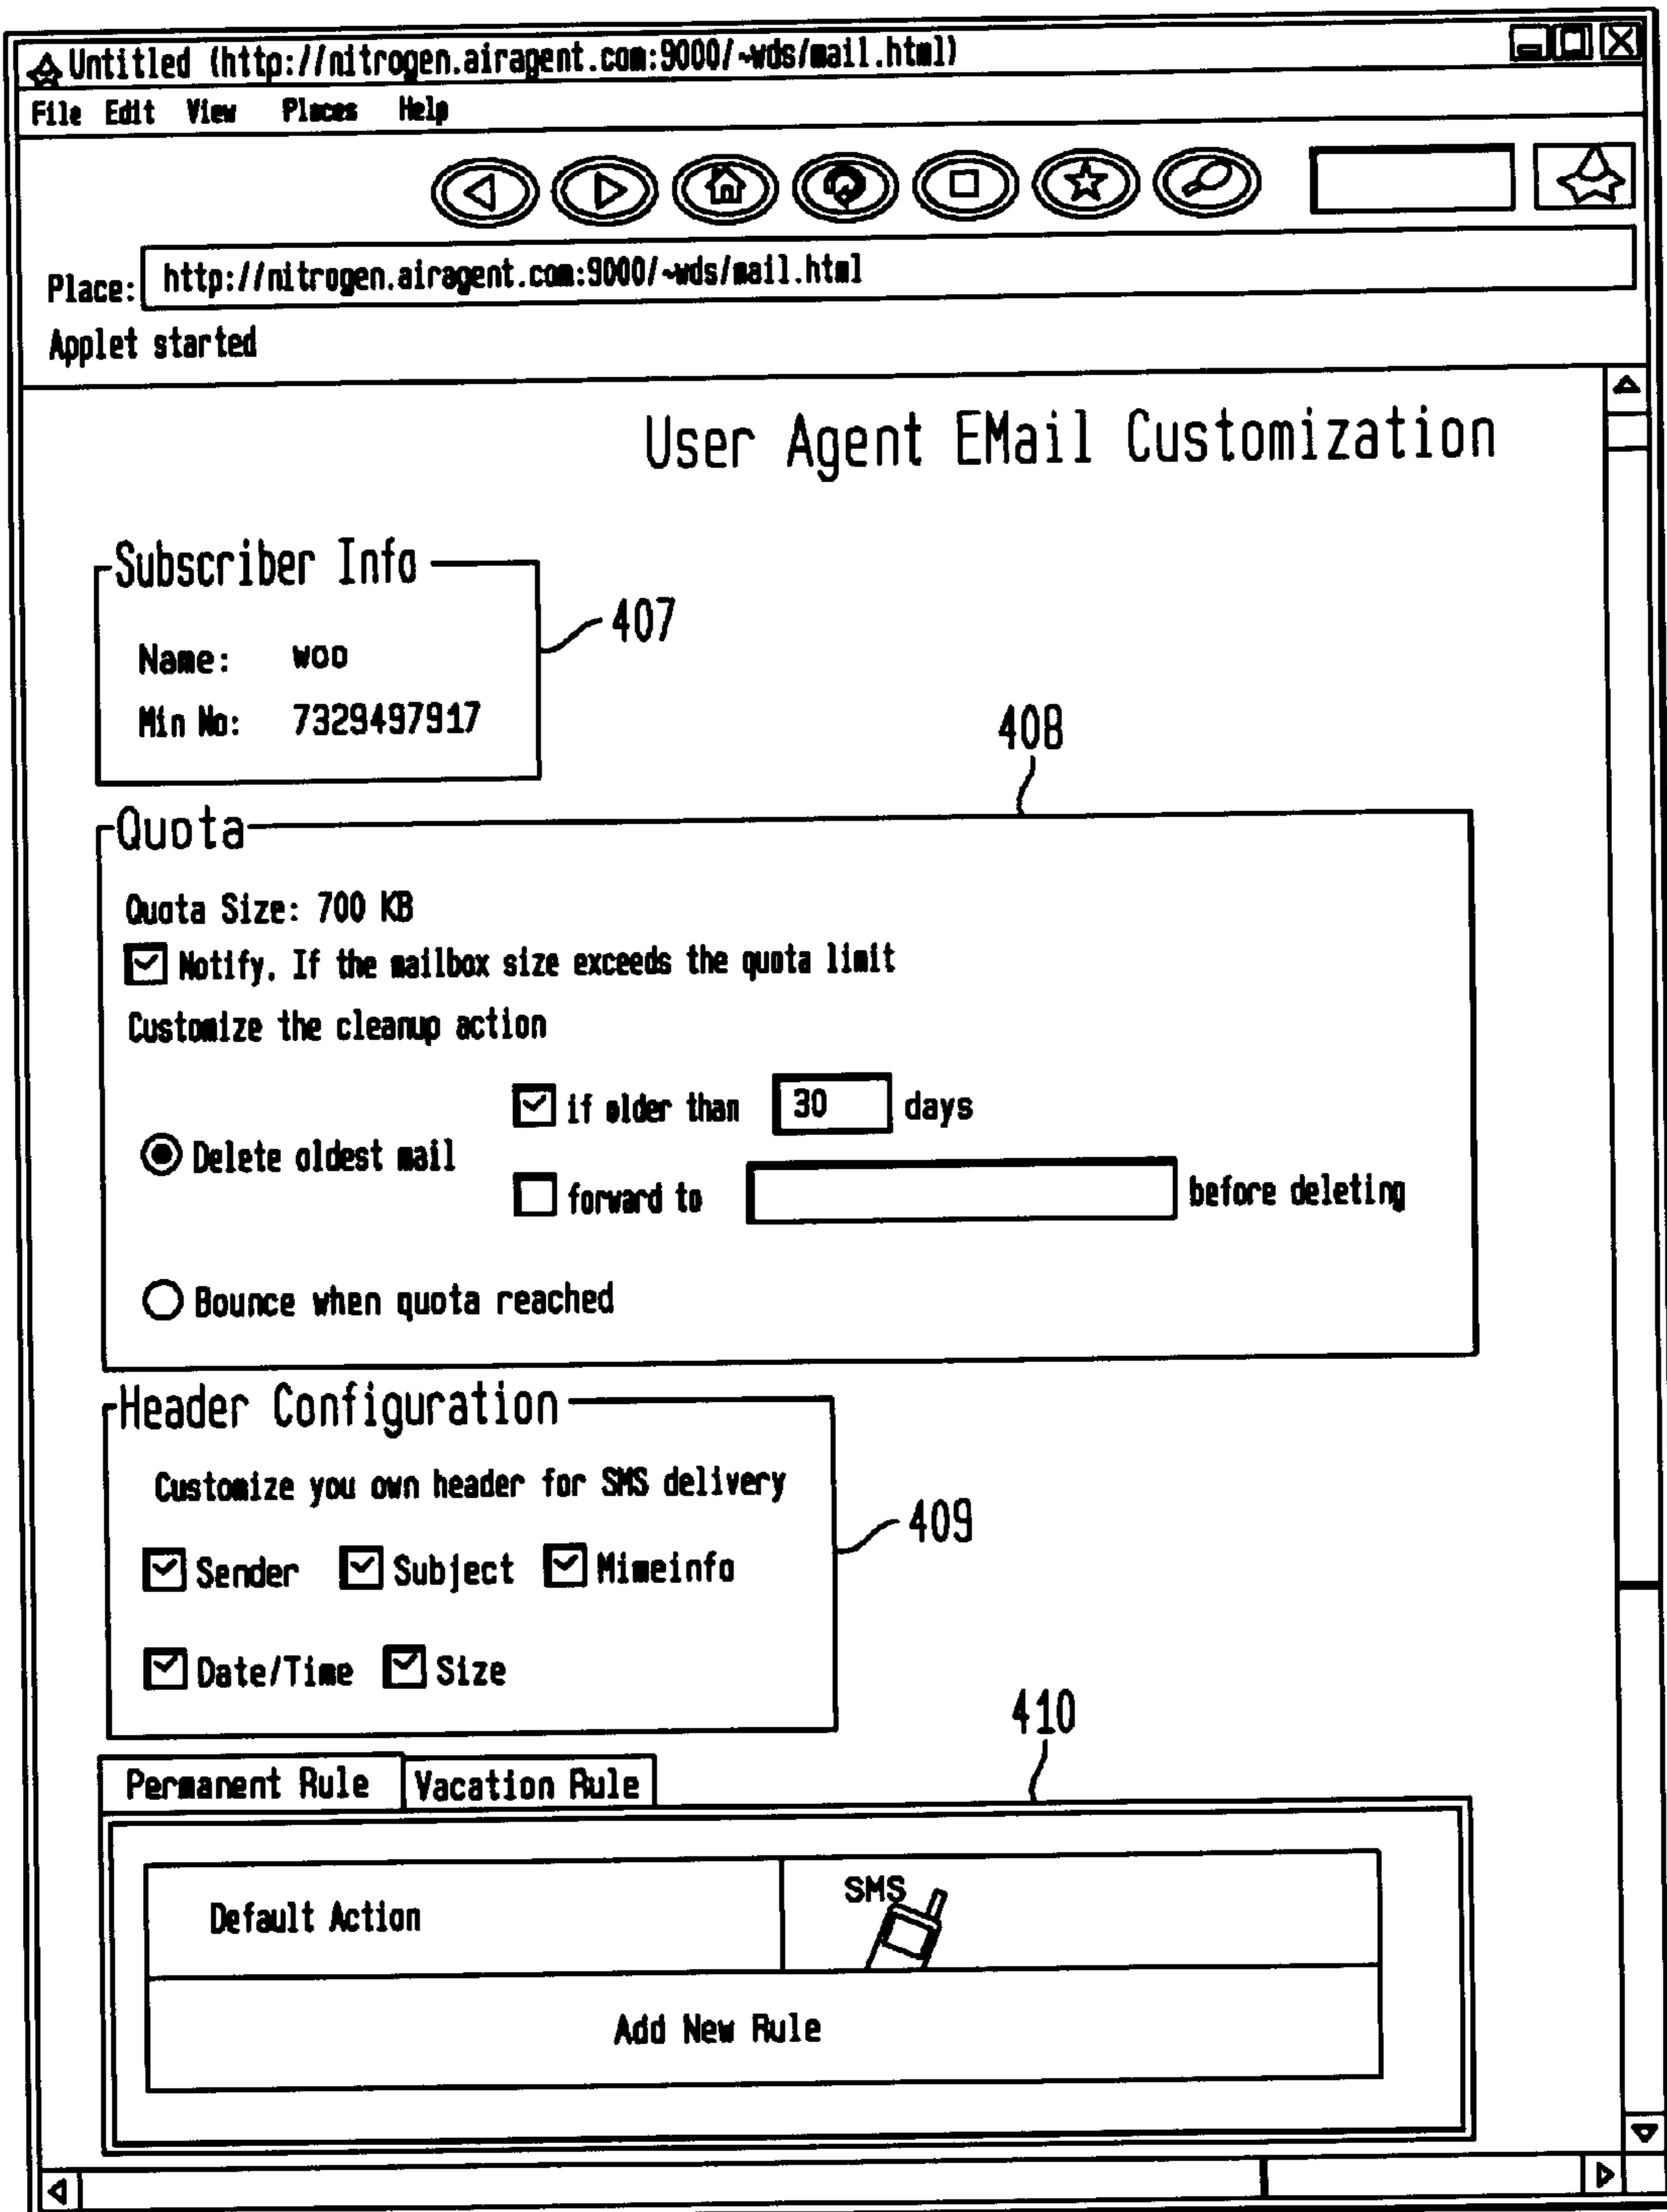 Untitled (http://nitrogen.airagent.com:9000/~wds/mail.html)
File Edit View Places Help
Place: http://nitrogen.airagent.com:9000/~wds/mail.html
Applet started
User Agent EMail Customization
Subscriber Info
407
Name: woo
Min No: 7329497917
408
Quota
Quota Size: 700 KB
Notify. If the mailbox size exceeds the quota limit
Customize the cleanup action
if older than 30 days
Delete oldest mail
forward to before deleting
Bounce when quota reached
Header Configuration
Customize you own header for SMS delivery
409
Sender Subject Mimeinfo
Date/Time Size
410
Permanent Rule Vacation Rule
Default Action SMS
Add New Rule